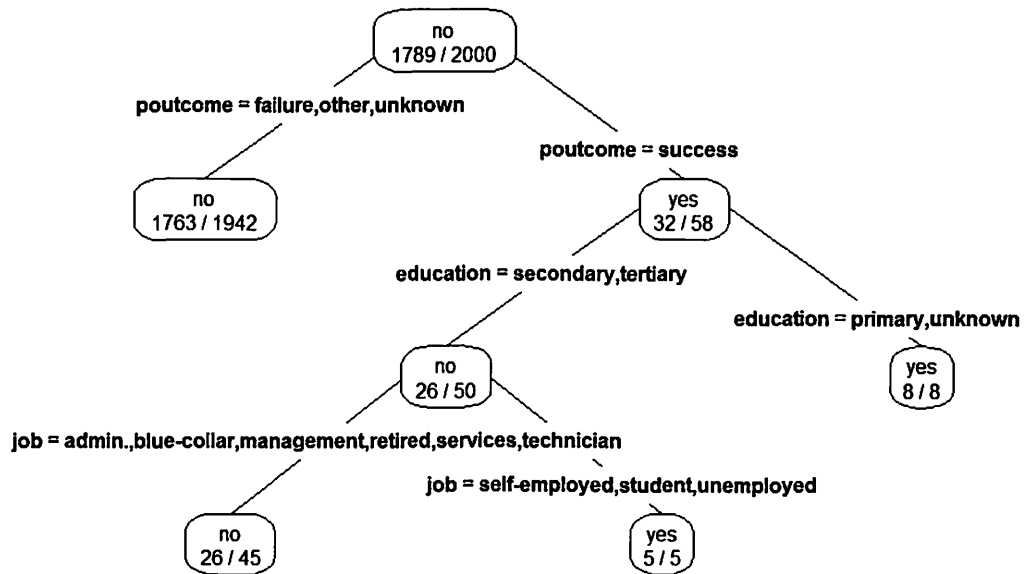 no
1789 / 2000
poutcome = failure,other,unknown
poutcome = success
no
1763 / 1942
yes
32 / 58
education = secondary,tertiary
education = primary,unknown
no
26 / 50
yes
8 / 8
job = admin.,blue-collar,management,retired,services,technician
job = self-employed,student,unemployed
no
26 / 45
yes
5 / 5